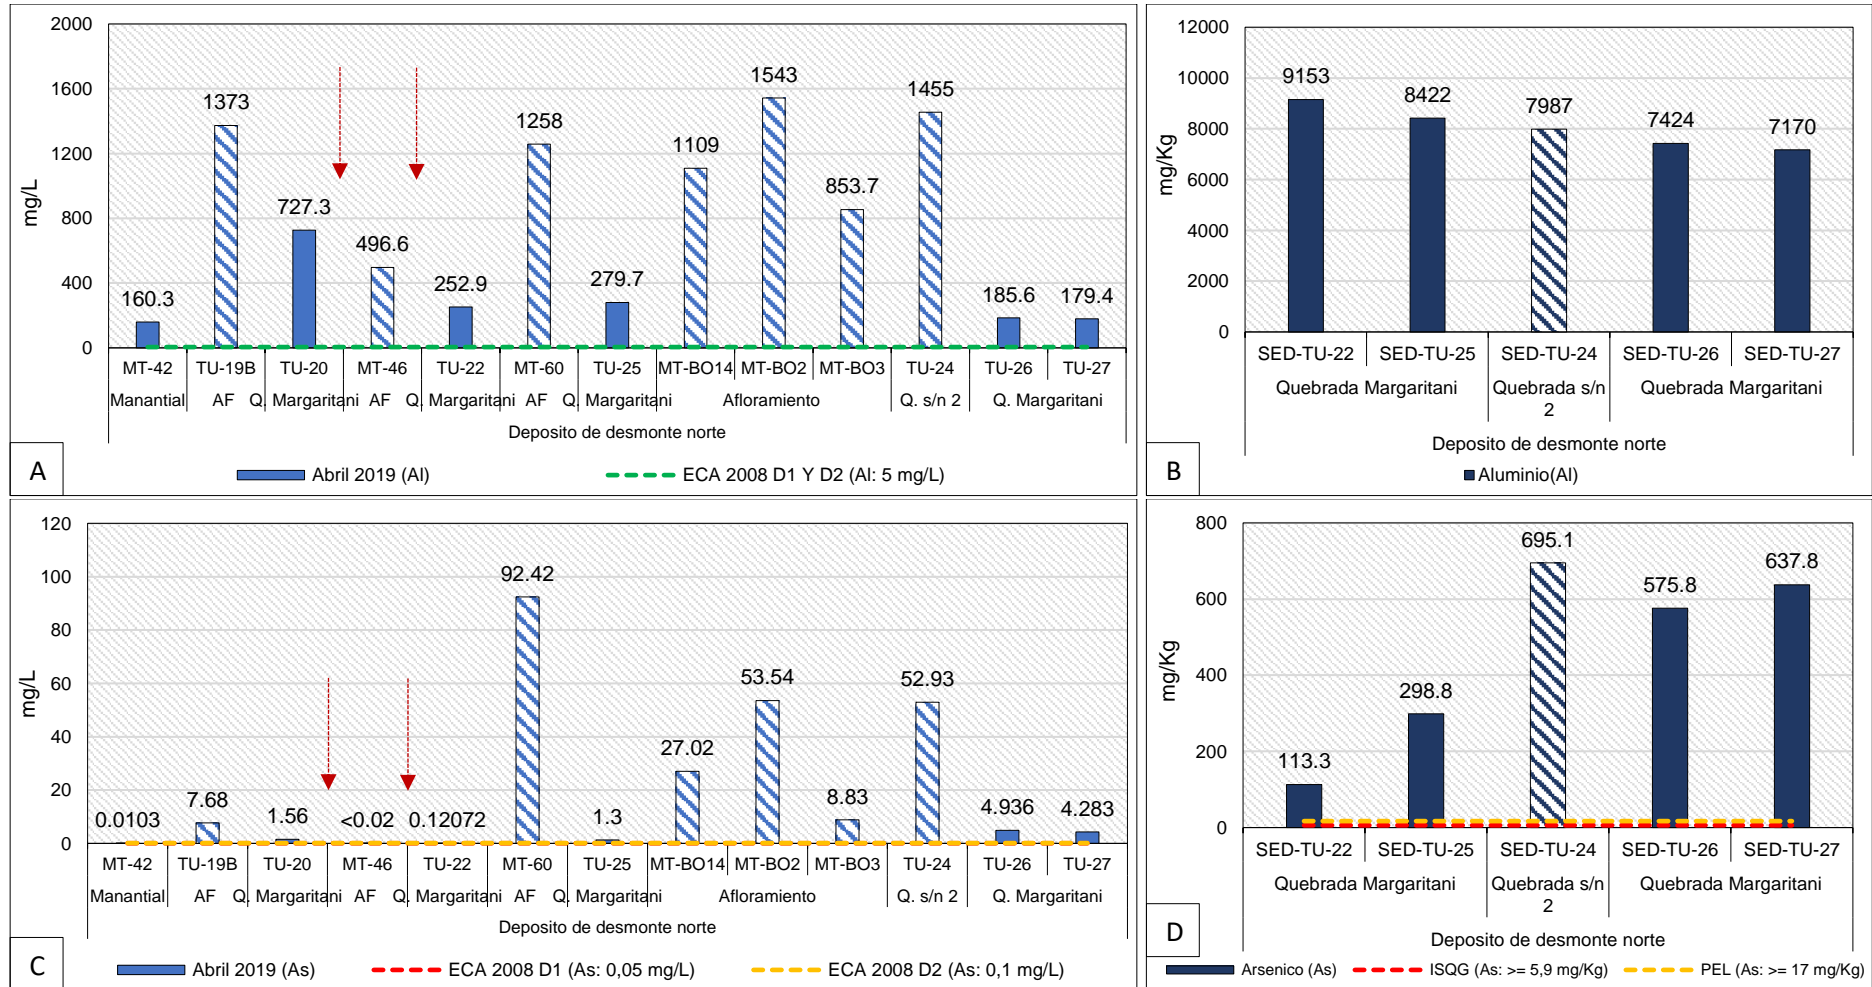 2000
1600
1200
800
400
0
mg/L
160.3
1373
727.3
496.6
252.9
1258
279.7
1109
1543
853.7
1455
185.6
179.4
MT-42 TU-19B TU-20 MT-46 TU-22 MT-60 TU-25 MT-BO14 MT-BO2 MT-BO3 TU-24 TU-26 TU-27
Manantial AF Q. Margaritani AF Q. Margaritani AF Q. Margaritani Afloramiento Q. s/n 2 Q. Margaritani
Deposito de desmonte norte
A
Abril 2019 (Al) ECA 2008 D1 Y D2 (Al: 5 mg/L)
12000
10000
8000
6000
4000
2000
0
mg/Kg
9153
8422
7987
7424
7170
SED-TU-22 SED-TU-25 SED-TU-24 SED-TU-26 SED-TU-27
Quebrada Margaritani Quebrada s/n Quebrada Margaritani
2
Deposito de desmonte norte
B
Aluminio(Al)
120
100
80
60
40
20
0
mg/L
0.0103
7.68
1.56
<0.02
0.12072
92.42
1.3
27.02
53.54
8.83
52.93
4.936
4.283
MT-42 TU-19B TU-20 MT-46 TU-22 MT-60 TU-25 MT-BO14 MT-BO2 MT-BO3 TU-24 TU-26 TU-27
Manantial AF Q. Margaritani AF Q. Margaritani AF Q. Margaritani Afloramiento Q. s/n 2 Q. Margaritani
Deposito de desmonte norte
C
Abril 2019 (As) ECA 2008 D1 (As: 0,05 mg/L) ECA 2008 D2 (As: 0,1 mg/L)
800
600
400
200
0
mg/Kg
113.3
298.8
695.1
575.8
637.8
SED-TU-22 SED-TU-25 SED-TU-24 SED-TU-26 SED-TU-27
Quebrada Margaritani Quebrada s/n Quebrada Margaritani
2
Deposito de desmonte norte
D
Arsenico (As) ISQG (As: >= 5,9 mg/Kg) PEL (As: >= 17 mg/Kg)